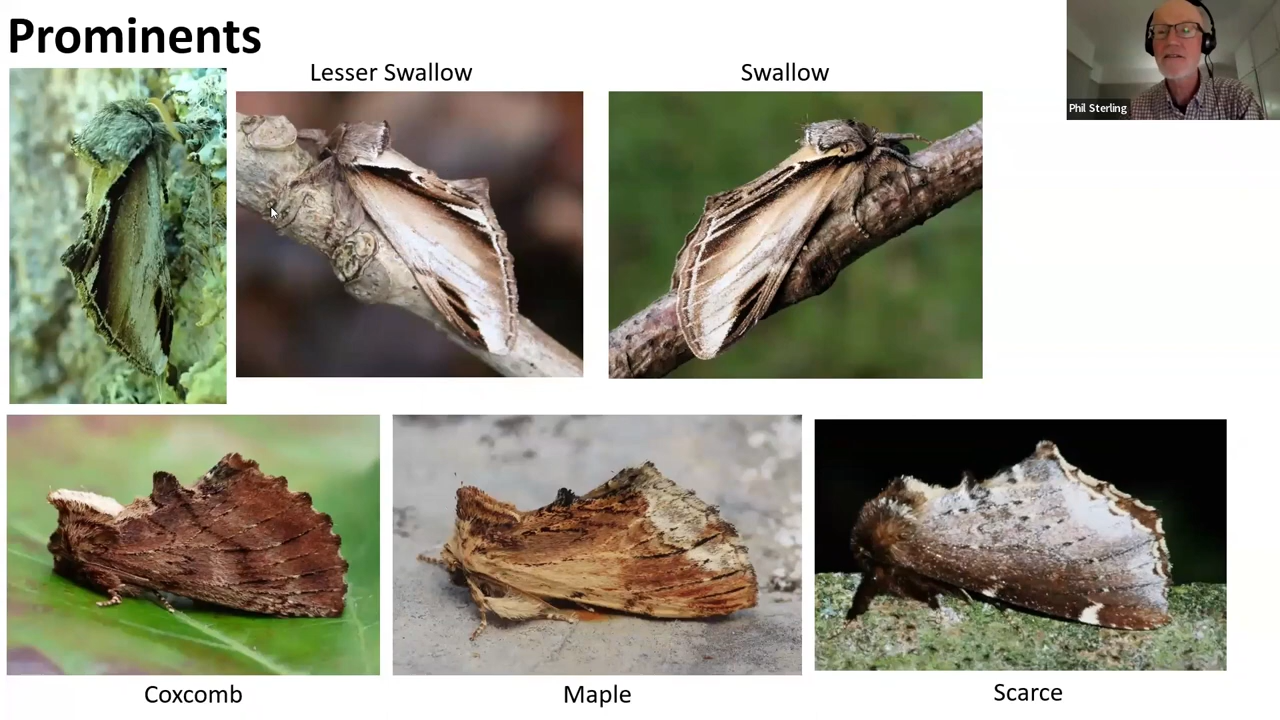 Prominents
Lesser Swallow
Swallow
Phil Sterling
Coxcomb
Maple
Scarce